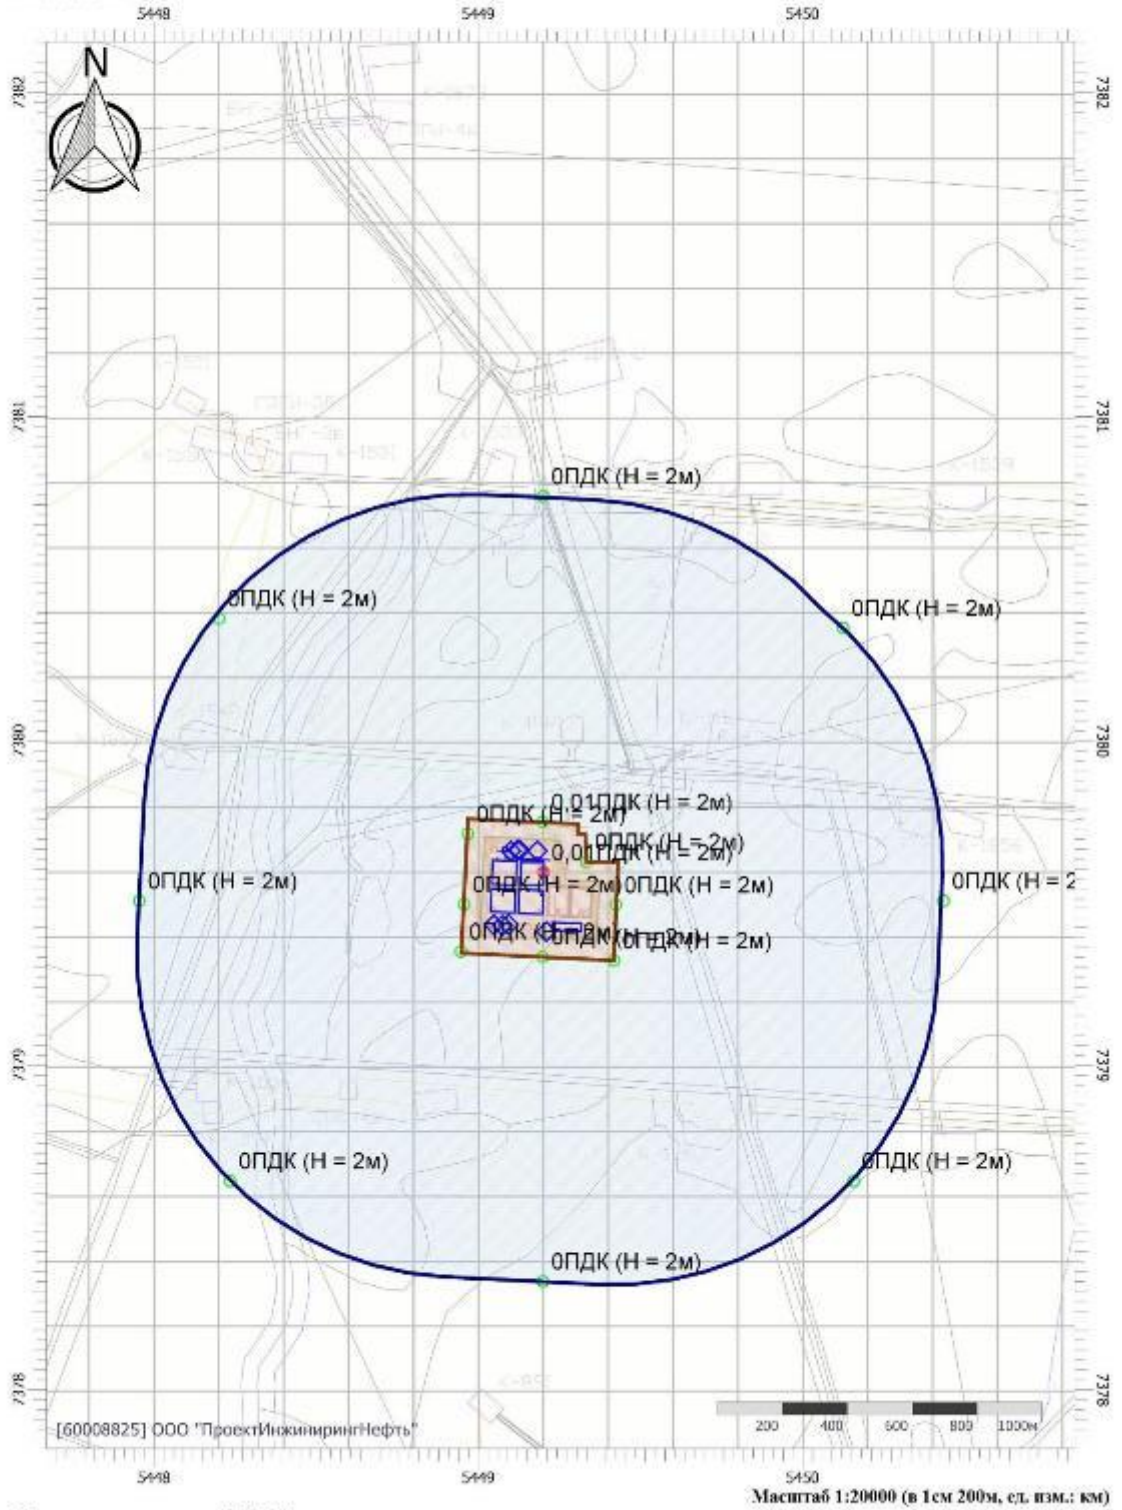 5448 5449 5450
N
7382 7382
7381 7381
0ПДК (Н = 2м)
0ПДК (Н = 2м)
0ПДК (Н = 2м)
7380 7380
0,01ПДК (Н = 2м)
0ПДК (Н = 2м)
0ПДК (Н = 2м)
0,01ПДК (Н = 2м)
0ПДК (Н = 2м)
0ПДК (Н = 2м)
0ПДК (Н = 2м)
0ПДК (Н = 2
0ПДК (Н = 2м)
0ПДК (Н = 2м)
0ПДК (Н = 2м)
7379 7379
0ПДК (Н = 2м)
0ПДК (Н = 2м)
0ПДК (Н = 2м)
7378 7378
200 400 600 800 1000м
[60008825] ООО "ПроектИнжинирингНефть"
5448 5449 5450
Масштаб 1:20000 (в 1см 200м, ед. изм.: км)